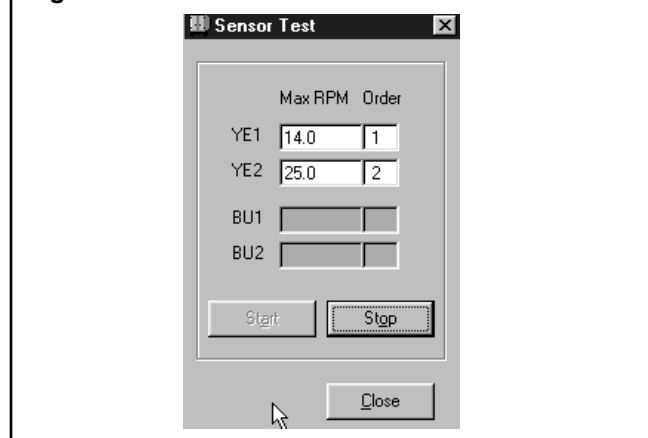 Sensor Test
Max RPM Order
YE1 14.0 1
YE2 25.0 2
BU1
BU2
Start Stop
Close